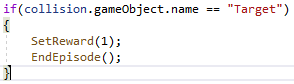 if(collision.gameObject.name == "Target")
{
    SetReward(1);
    EndEpisode();
}